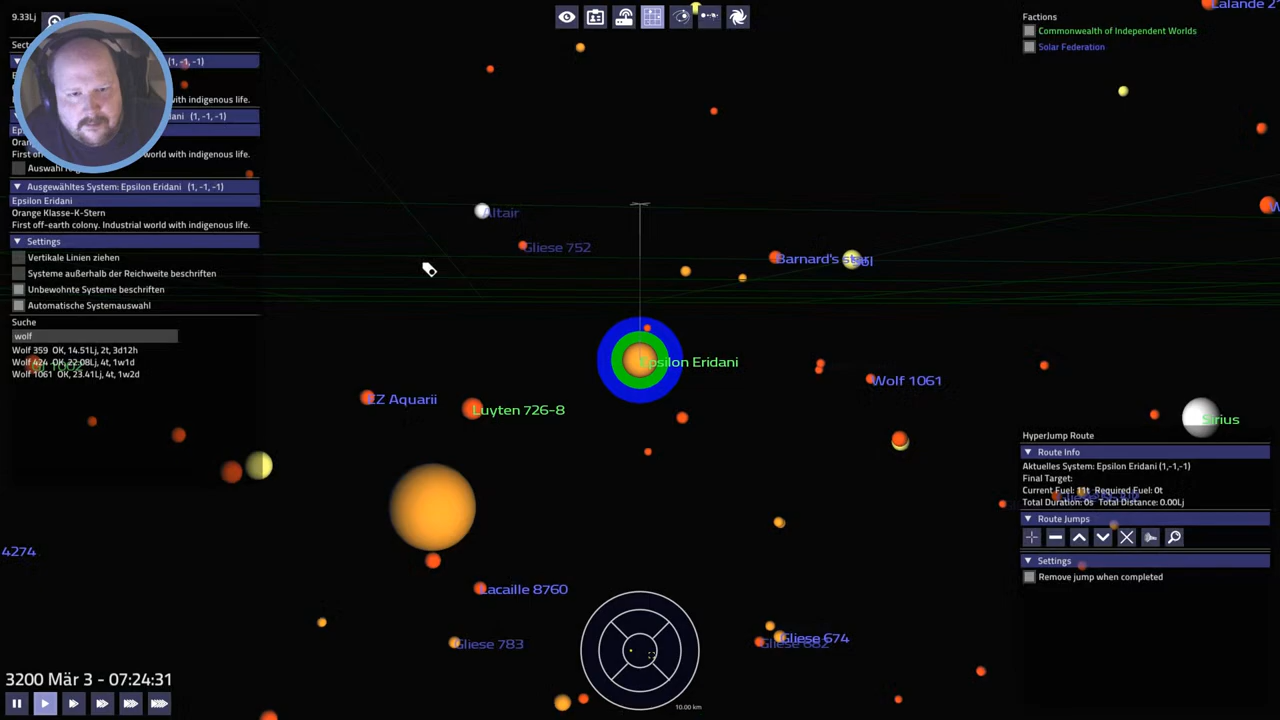 9.33Lj
Sect
(1, -1, -1)
E
with indigenous life.
Eridani (1, -1, -1)
Ep
Orang
First off world with indigenous life.
Auswahl
Ausgewähltes System: Epsilon Eridani (1, -1, -1)
Epsilon Eridani
Orange Klasse-K-Stern
First off-earth colony. Industrial world with indigenous life.
Settings
Vertikale Linien ziehen
Systeme außerhalb der Reichweite beschriften
Unbewohnte Systeme beschriften
Automatische Systemauswahl
Suche
wolf
Wolf 359 OK, 14.51Lj, 2t, 3d12h
Wolf 424 OK, 22.08Lj, 4t, 1w1d
Wolf 1061 OK, 23.41Lj, 4t, 1w2d
Factions
Commonwealth of Independent Worlds
Solar Federation
Lalande 2
Altair
Gliese 752
Barnard's star
Sol
W
Epsilon Eridani
Wolf 1061
EZ Aquarii
Luyten 726-8
Sirius
4274
Lacaille 8760
Gliese 783
Gliese 674
Gliese 682
HyperJump Route
Route Info
Aktuelles System: Epsilon Eridani (1,-1,-1)
Final Target:
Current Fuel: 11t Required Fuel: 0t
Total Duration: 0s Total Distance: 0.00Lj
Route Jumps
Settings
Remove jump when completed
3200 Mär 3 - 07:24:31
10.00 km